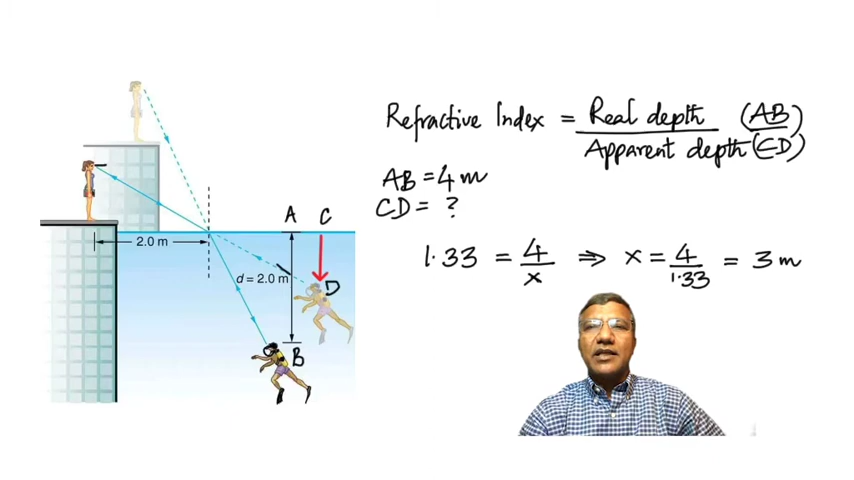 Refractive Index = Real depth (AB)
Apparent depth (CD)
AB = 4 m
CD = ?
1.33 = 4/x ⇒ x = 4/1.33 = 3 m
A C
2.0 m
d = 2.0 m
D
B